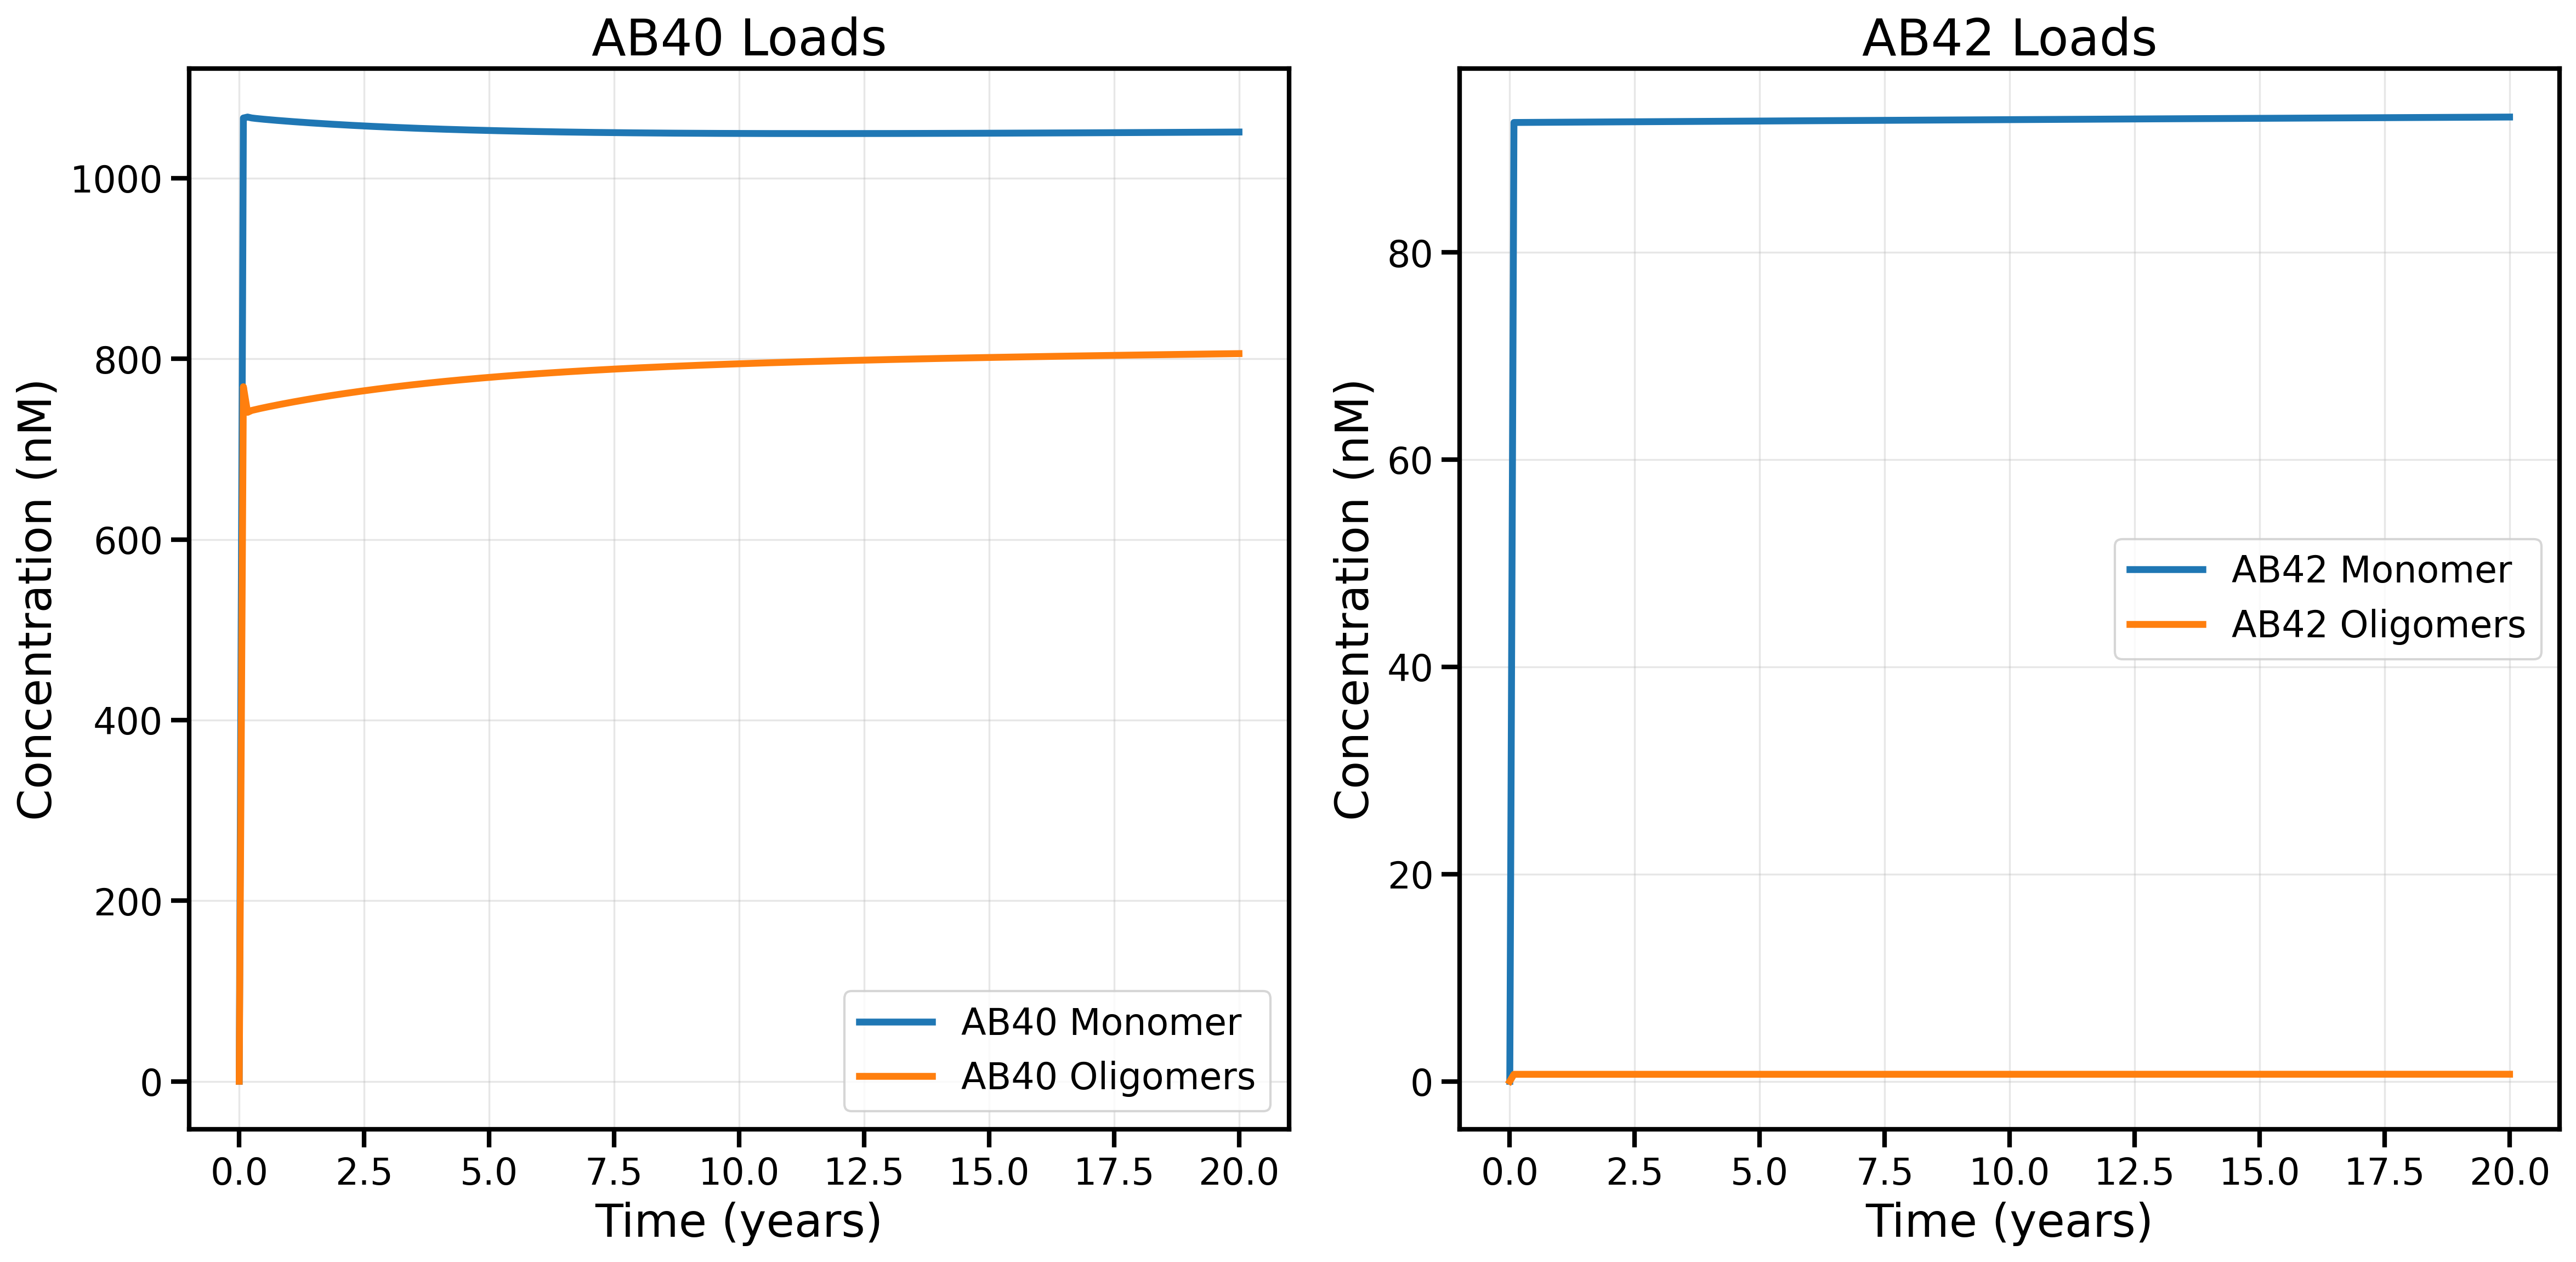 AB40 Loads
Concentration (nM)
1000
800
600
400
200
0
AB40 Monomer
AB40 Oligomers
0.0 2.5 5.0 7.5 10.0 12.5 15.0 17.5 20.0
Time (years)
AB42 Loads
Concentration (nM)
80
60
40
20
0
AB42 Monomer
AB42 Oligomers
0.0 2.5 5.0 7.5 10.0 12.5 15.0 17.5 20.0
Time (years)